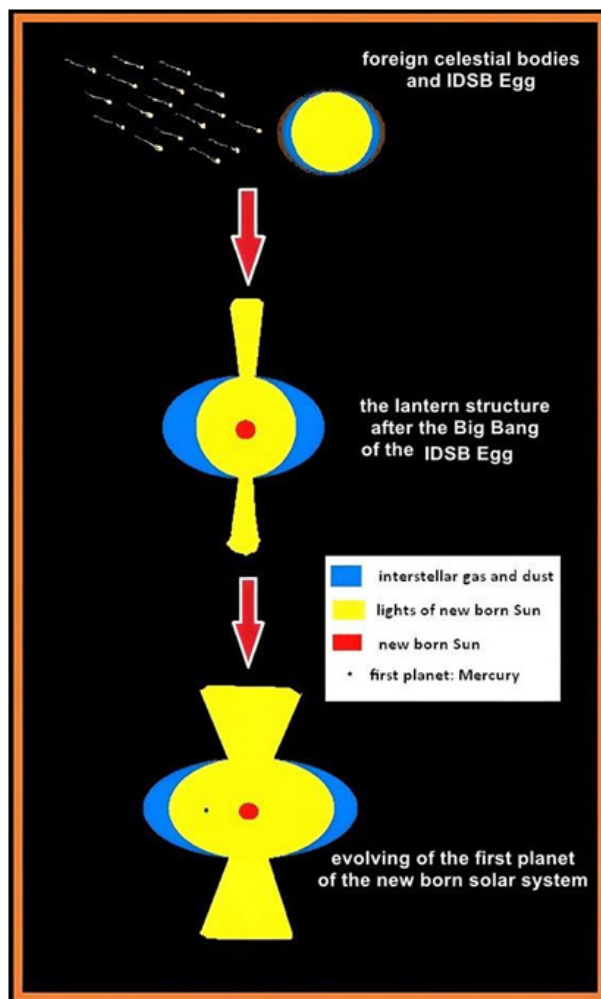 foreign celestial bodies
and IDSB Egg
the lantern structure
after the Big Bang
of the IDSB Egg
interstellar gas and dust
lights of new born Sun
new born Sun
first planet: Mercury
evolving of the first planet
of the new born solar system